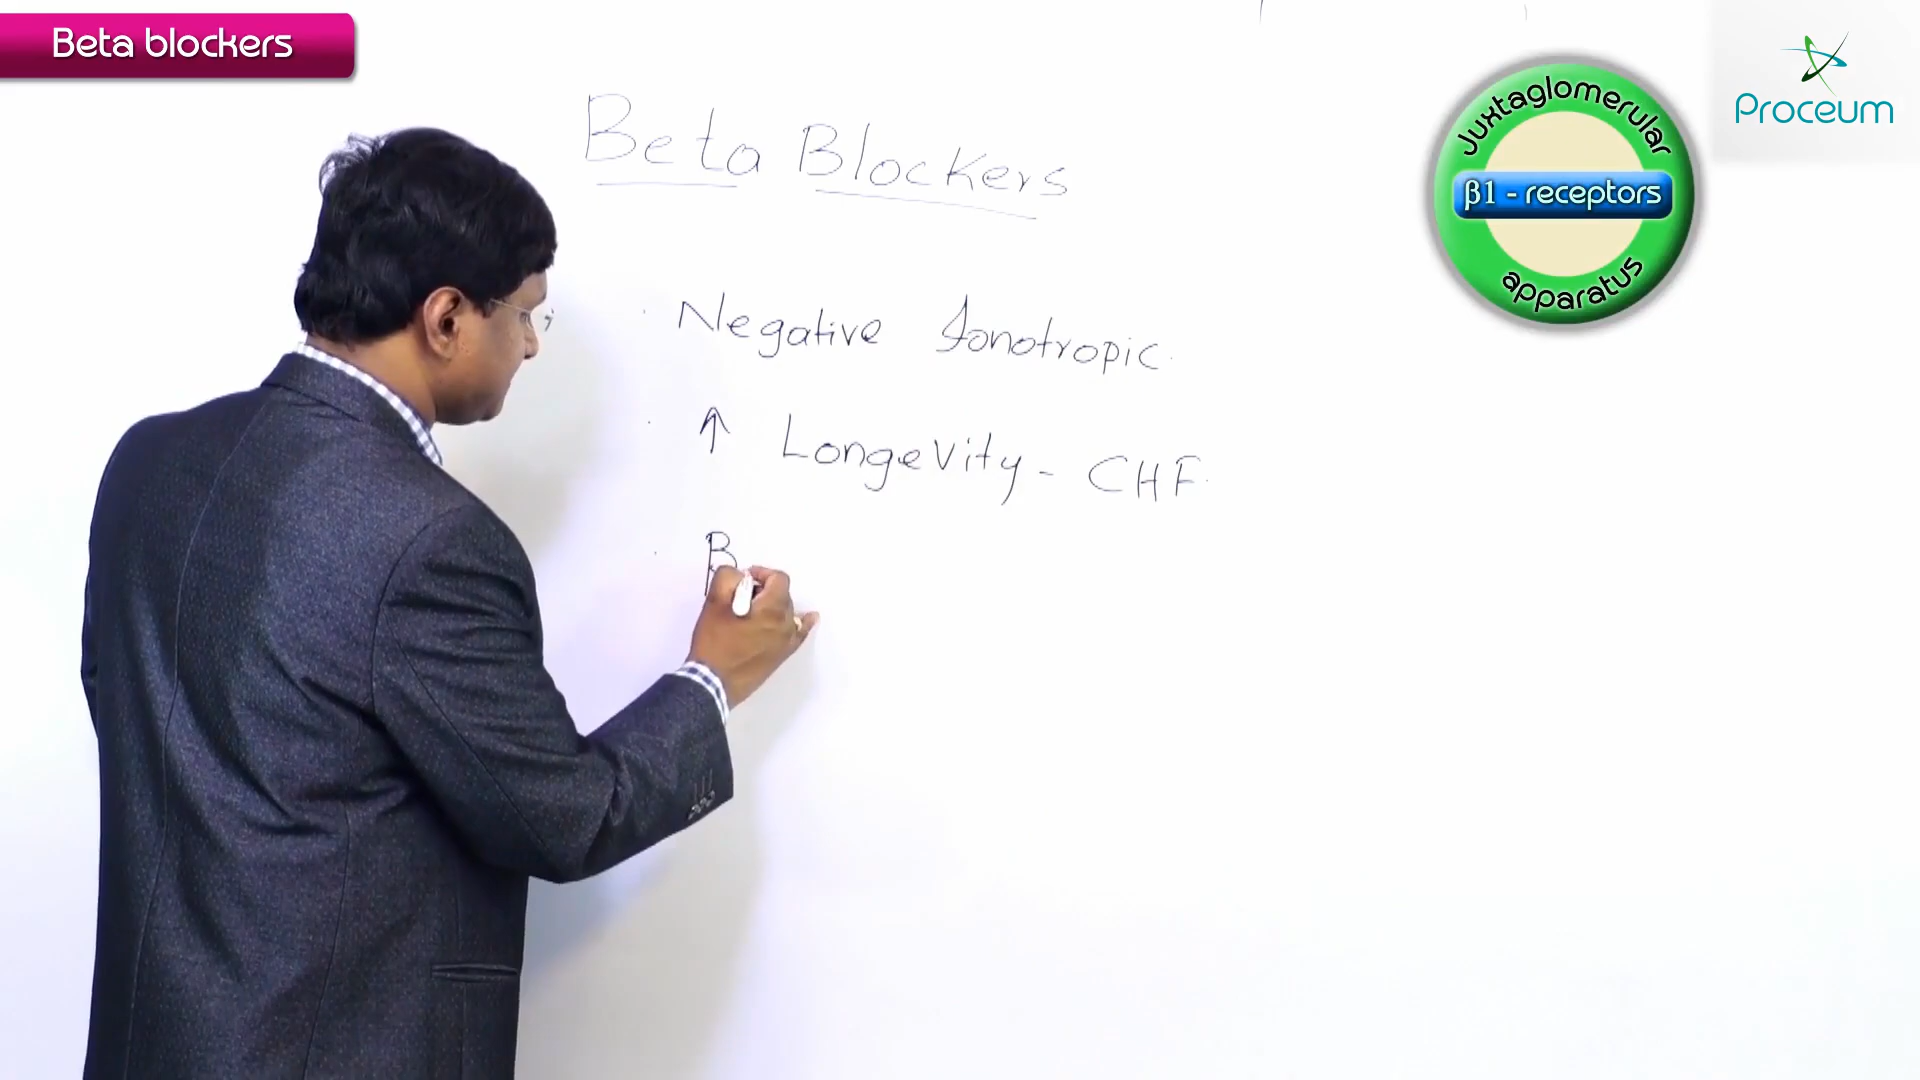 Beta blockers
Juxtaglomerular
β1 - receptors
apparatus
Proceum
Beta Blockers
Negative Ionotropic
↑ Longevity - CHF
β